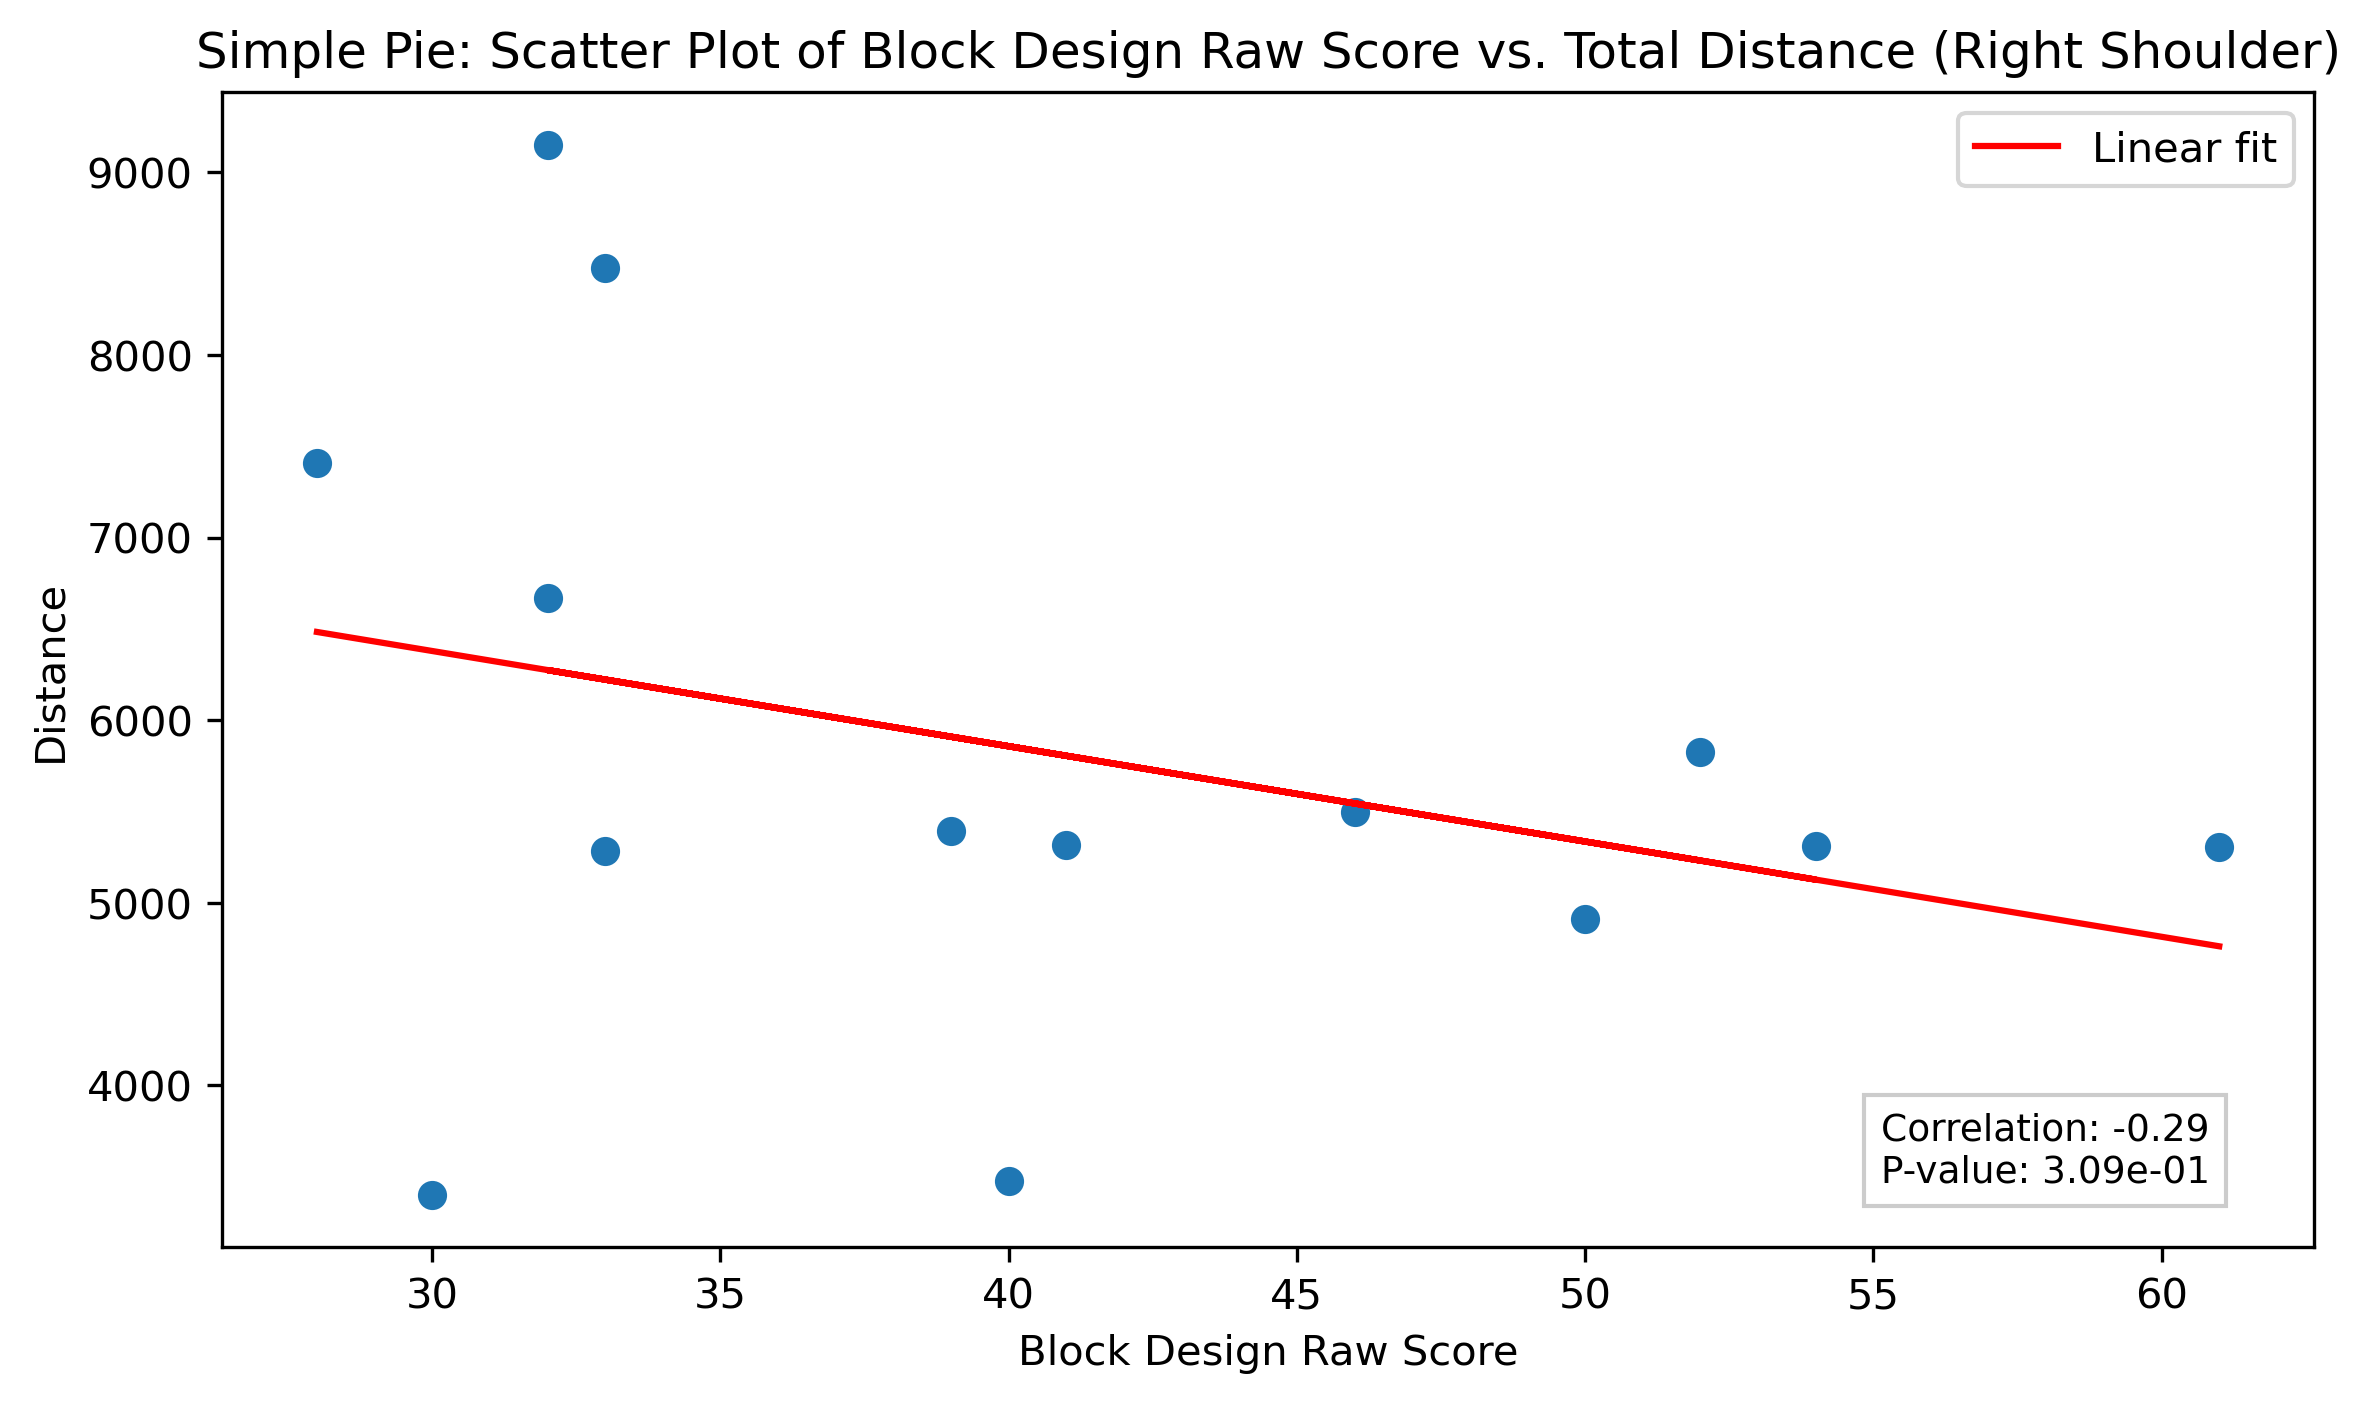 Simple Pie: Scatter Plot of Block Design Raw Score vs. Total Distance (Right Shoulder)
Linear fit
9000
8000
7000
6000
5000
4000
Distance
Correlation: -0.29
P-value: 3.09e-01
30 35 40 45 50 55 60
Block Design Raw Score